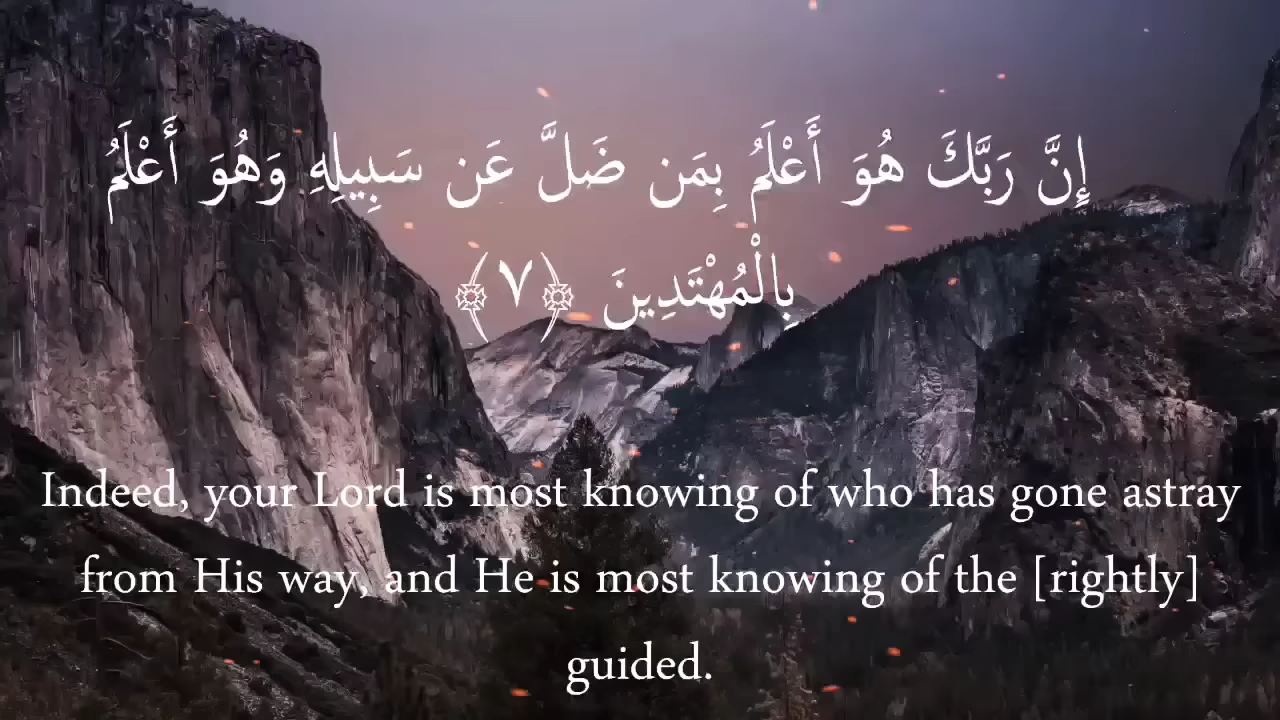 إِنَّ رَبَّكَ هُوَ أَعْلَمُ بِمَن ضَلَّ عَن سَبِيلِهِ وَهُوَ أَعْلَمُ
بِالْمُهْتَدِينَ ﴿٧﴾
Indeed, your Lord is most knowing of who has gone astray
from His way, and He is most knowing of the [rightly]
guided.